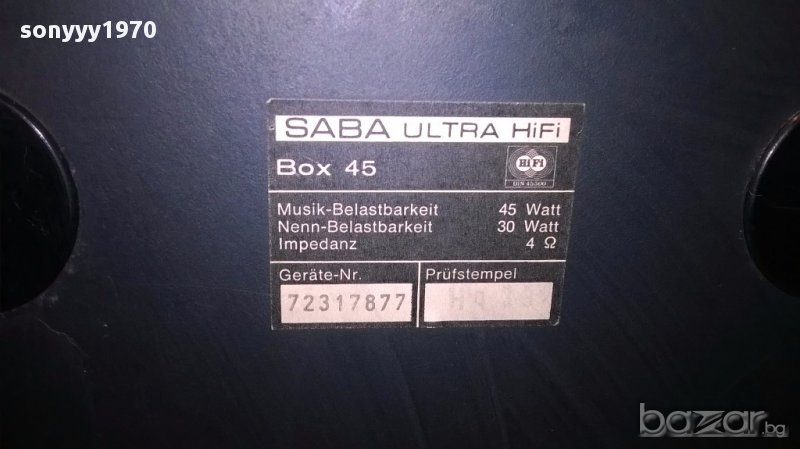 sonyyy1970
SABA ULTRA HiFi
Box 45
HiFi
DIN 45500
Musik-Belastbarkeit 45 Watt
Nenn-Belastbarkeit 30 Watt
Impedanz 4 Ω
Geräte-Nr. Prüfstempel
72317877
bazar.bg